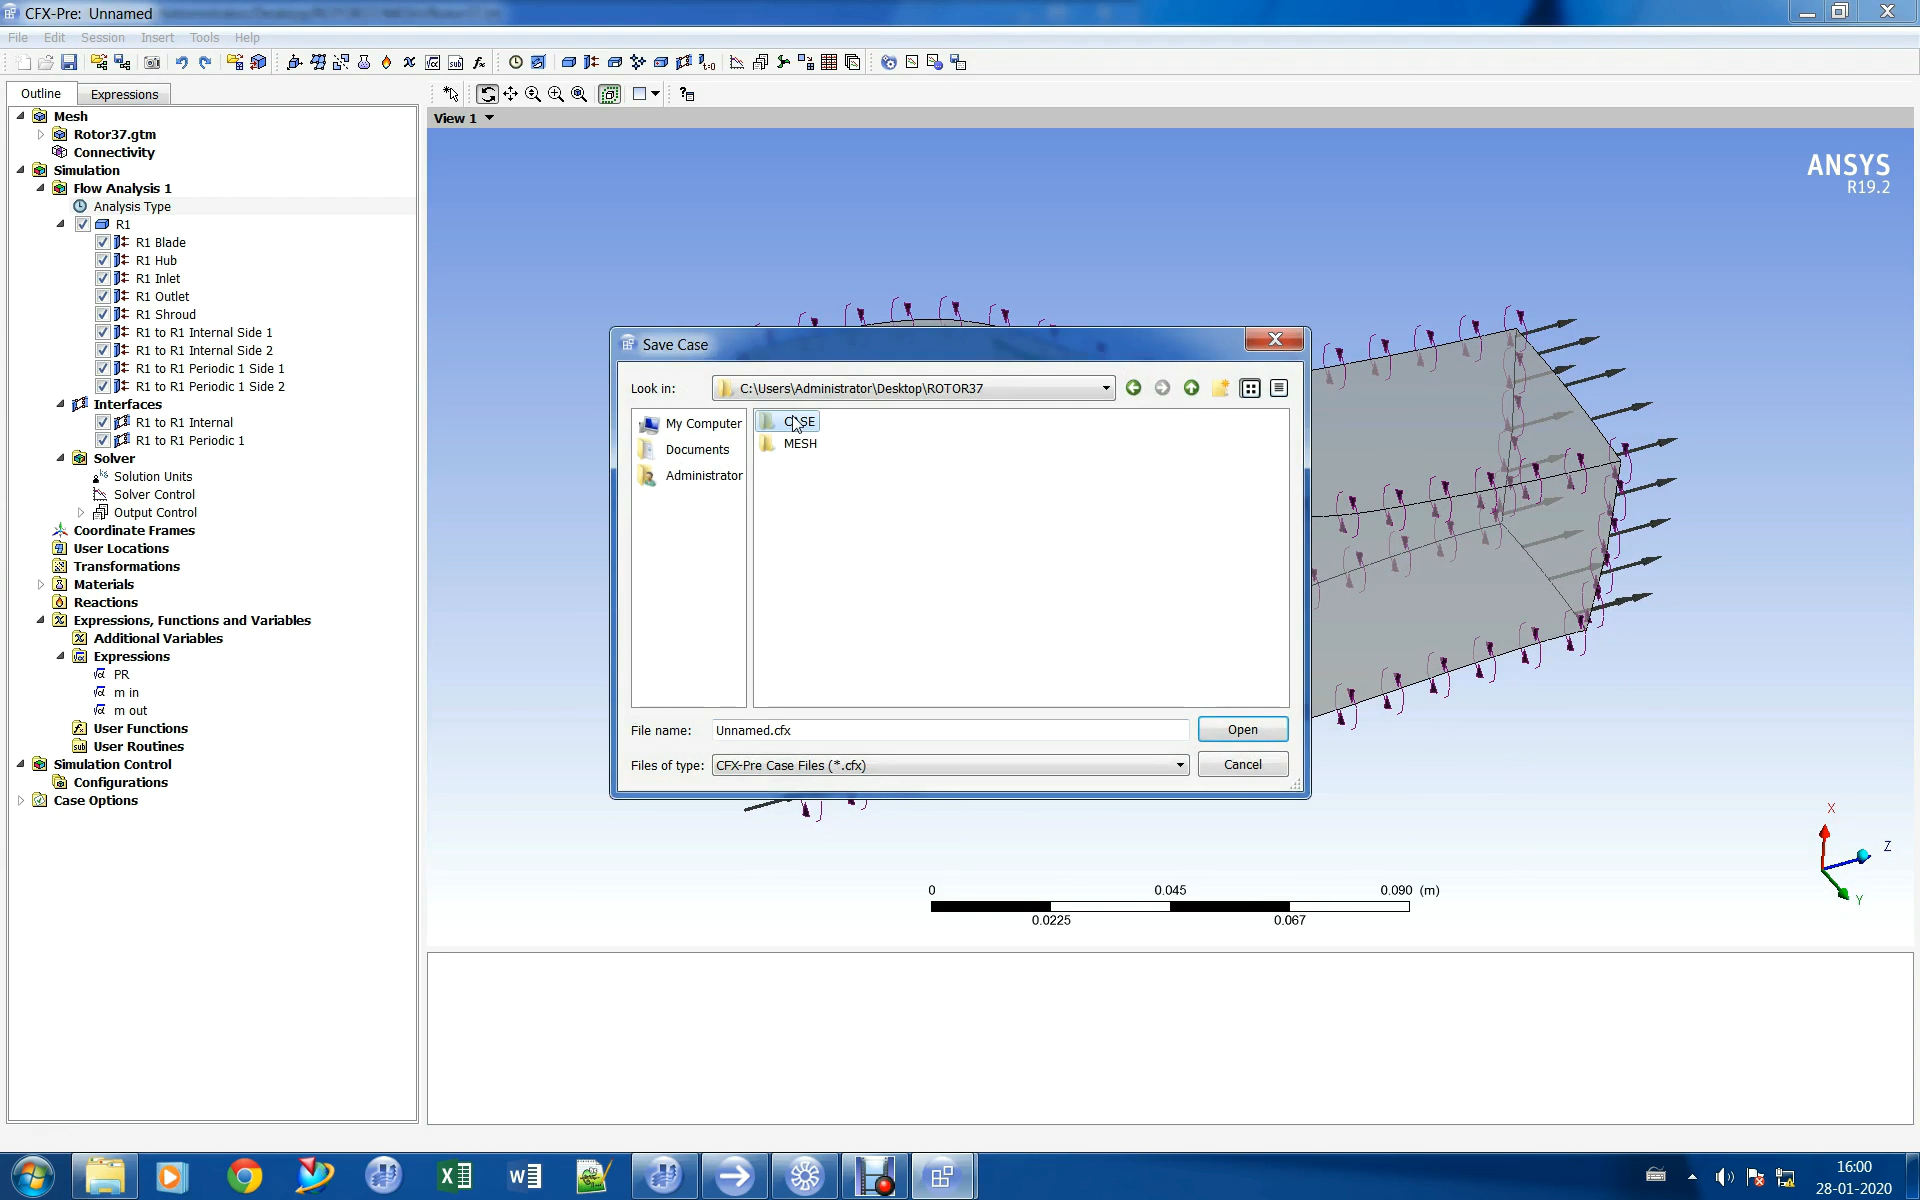 CFX-Pre: Unnamed
File Edit Session Insert Tools Help
Outline Expressions
View 1
Mesh
Rotor37.gtm
Connectivity
Simulation
Flow Analysis 1
Analysis Type
R1
R1 Blade
R1 Hub
R1 Inlet
R1 Outlet
R1 Shroud
R1 to R1 Internal Side 1
R1 to R1 Internal Side 2
R1 to R1 Periodic 1 Side 1
R1 to R1 Periodic 1 Side 2
Interfaces
R1 to R1 Internal
R1 to R1 Periodic 1
Solver
Solution Units
Solver Control
Output Control
Coordinate Frames
User Locations
Transformations
Materials
Reactions
Expressions, Functions and Variables
Additional Variables
Expressions
PR
m in
m out
User Functions
User Routines
Simulation Control
Configurations
Case Options
ANSYS
R19.2
Save Case
Look in: C:\Users\Administrator\Desktop\ROTOR37
My Computer
Documents
Administrator
CASE
MESH
File name: Unnamed.cfx Open
Files of type: CFX-Pre Case Files (*.cfx) Cancel
0 0.045 0.090 (m)
0.0225 0.067
X
Z
Y
16:00
28-01-2020